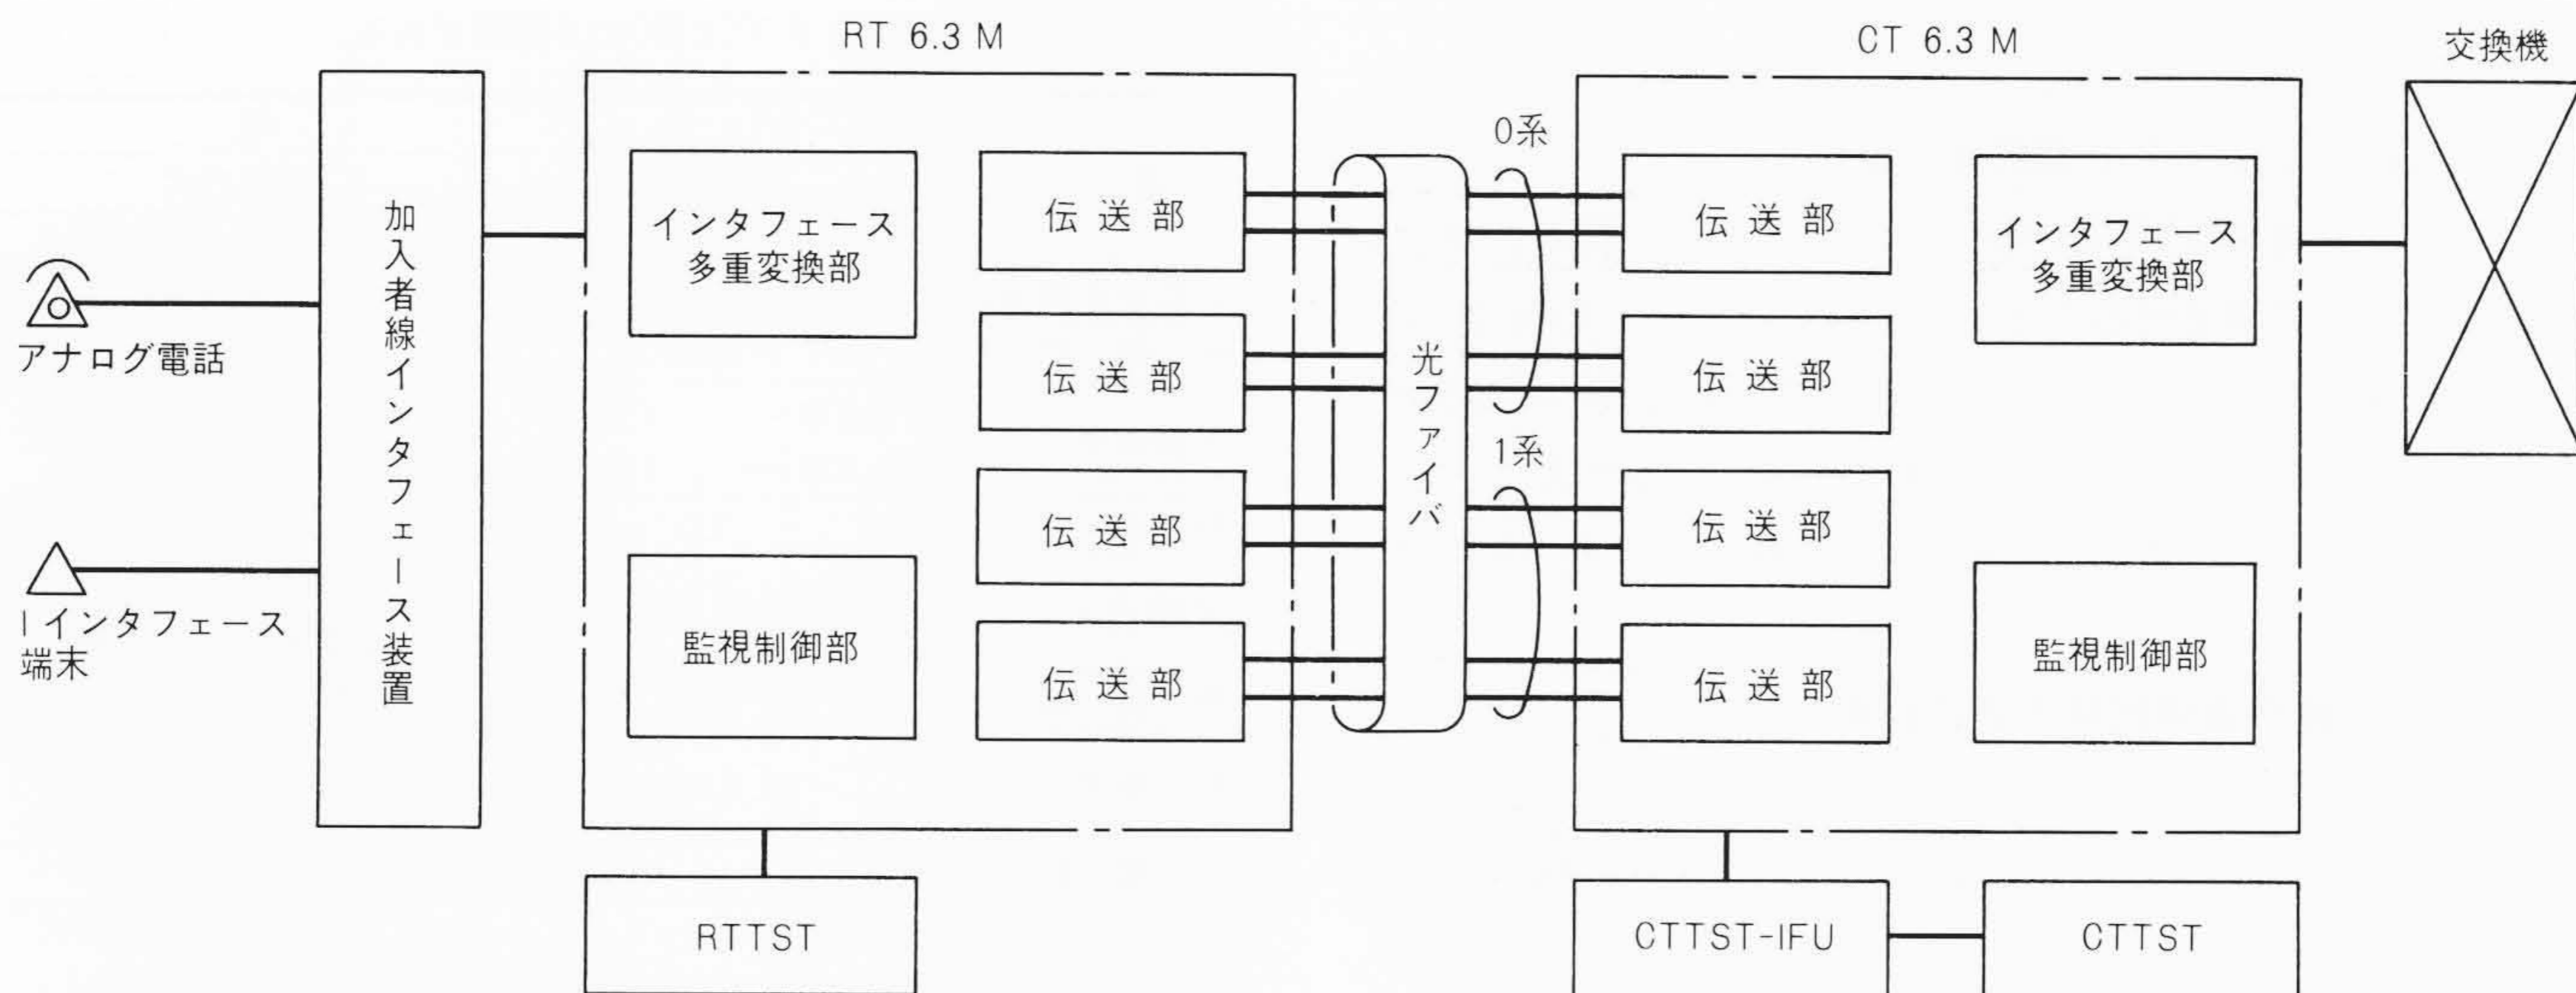 RT 6.3 M
CT 6.3 M
交換機
0系
加入者線インタフェース装置
インタフェース
多重変換部
伝送部
伝送部
インタフェース
多重変換部
アナログ電話
伝送部
光ファイバ
伝送部
1系
伝送部
伝送部
Iインタフェース
端末
監視制御部
伝送部
伝送部
監視制御部
RTTST
CTTST-IFU
CTTST